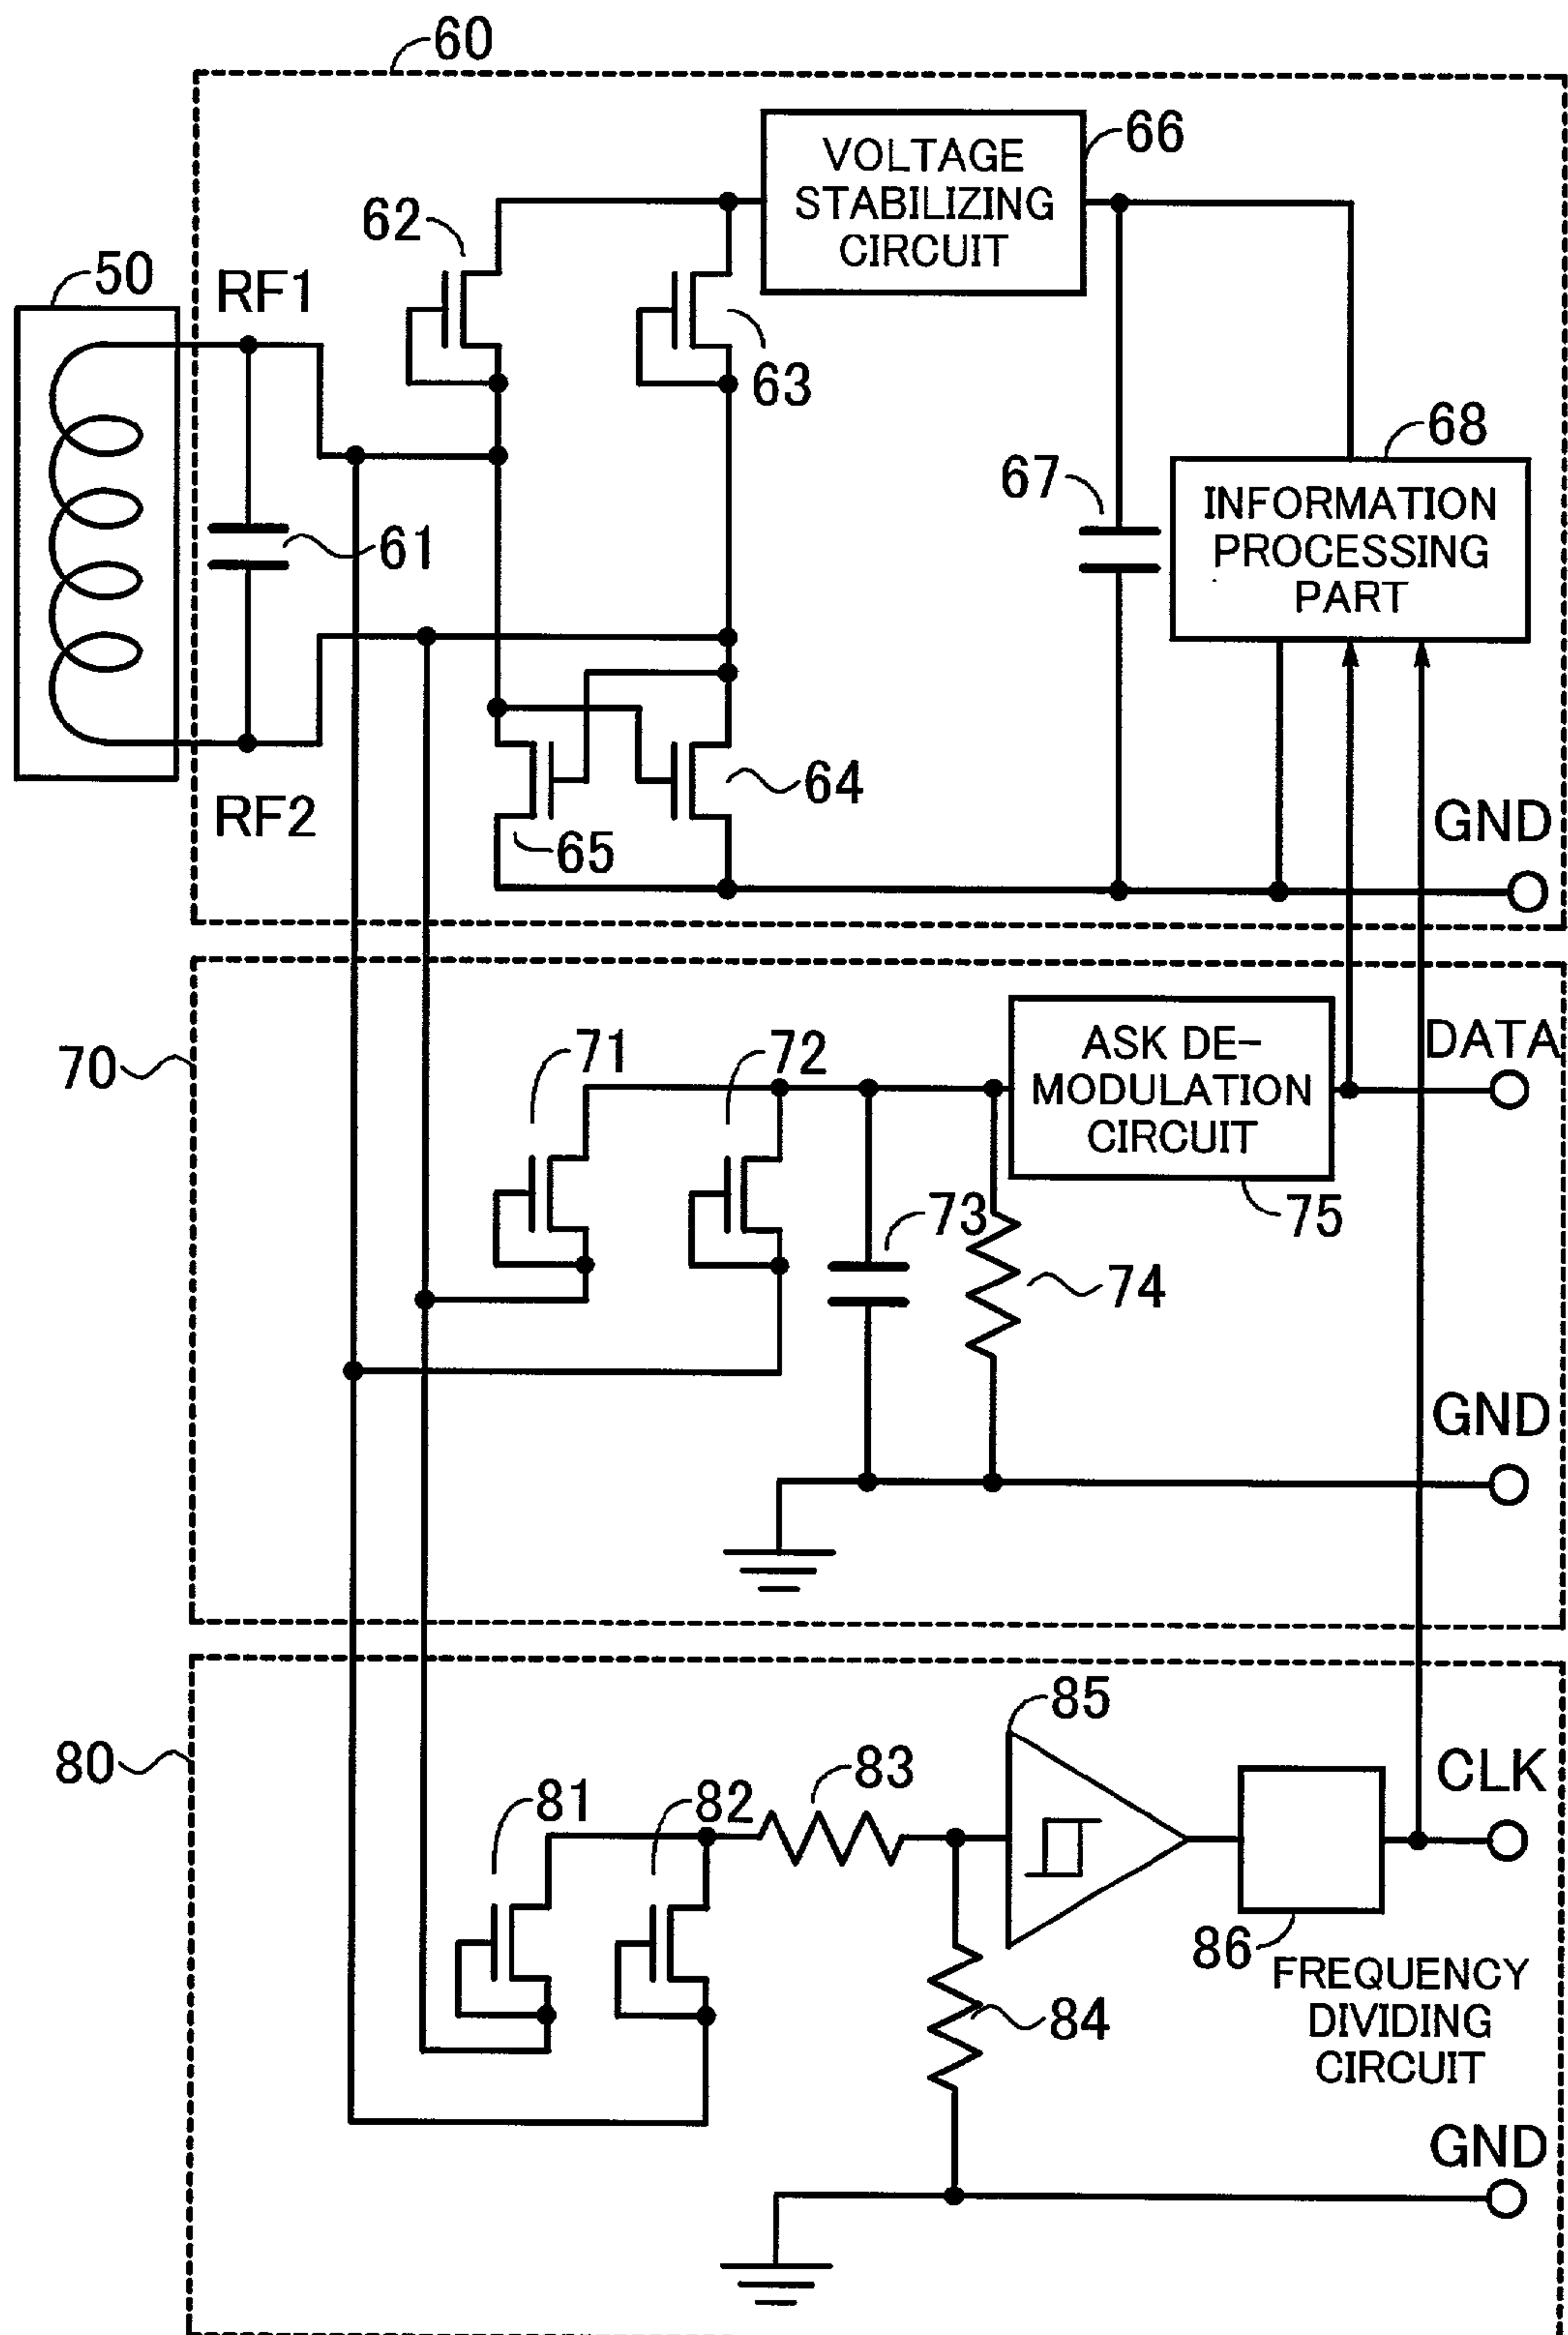 60
VOLTAGE
STABILIZING
CIRCUIT
66
62
50
RF1
63
68
67
INFORMATION
PROCESSING
PART
61
64
RF2
65
GND
70
71
72
ASK DE-
MODULATION
CIRCUIT
DATA
73
75
74
GND
85
80
81
82
83
CLK
86
FREQUENCY
DIVIDING
CIRCUIT
84
GND